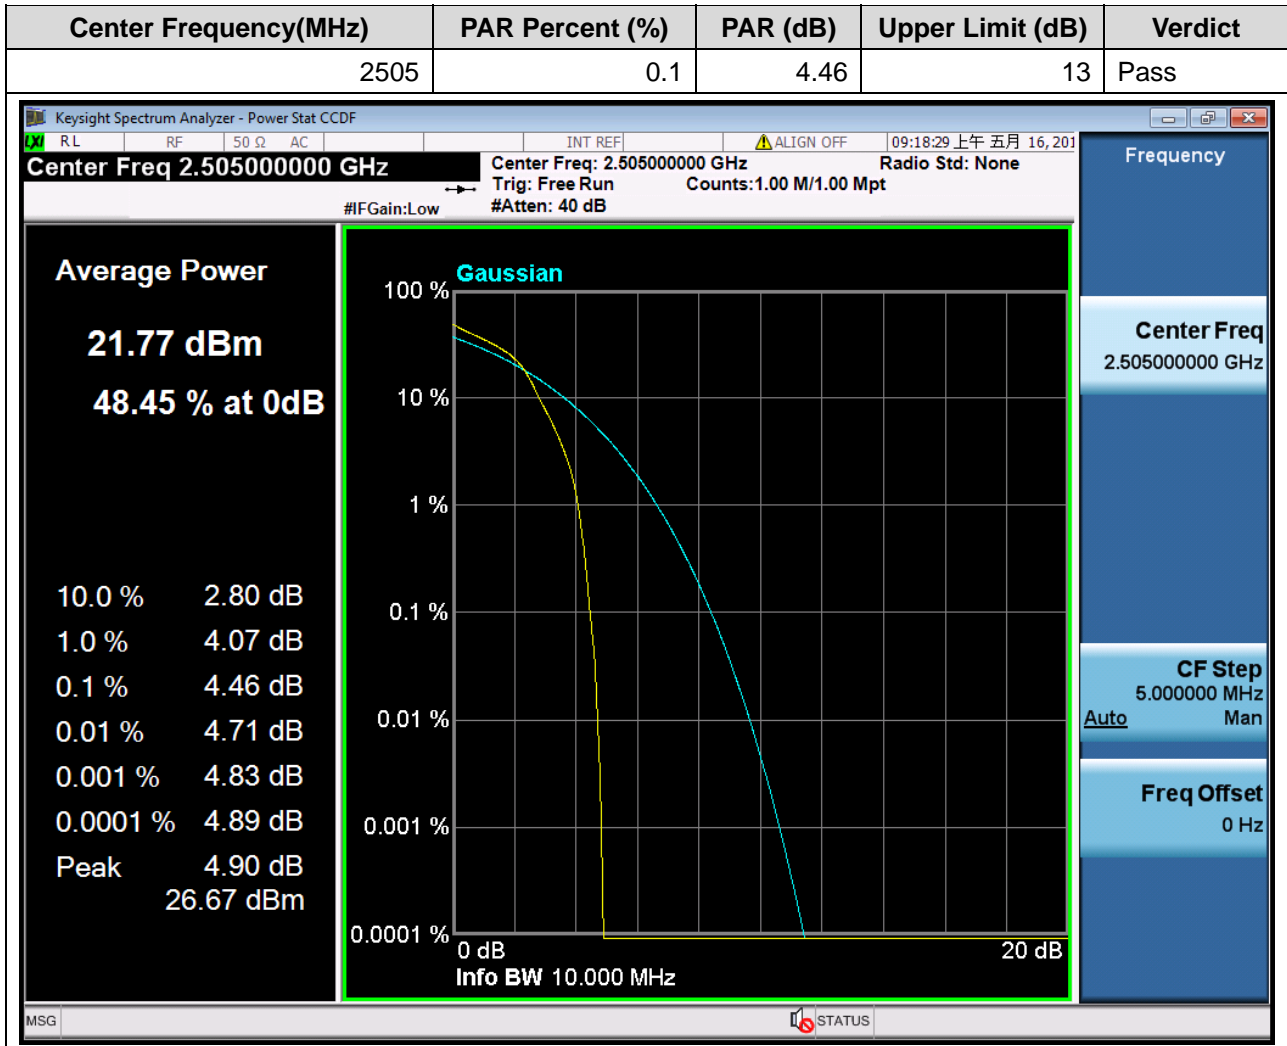 Center Frequency(MHz) PAR Percent (%) PAR (dB) Upper Limit (dB) Verdict
2505 0.1 4.46 13 Pass
Keysight Spectrum Analyzer - Power Stat CCDF
LXI RL RF 50 Ω AC INT REF ALIGN OFF 09:18:29 上午 五月 16, 201
Center Freq 2.505000000 GHz
Center Freq: 2.505000000 GHz Radio Std: None
Trig: Free Run Counts:1.00 M/1.00 Mpt
#IFGain:Low #Atten: 40 dB
Frequency
Average Power
21.77 dBm
48.45 % at 0dB
10.0 % 2.80 dB
1.0 % 4.07 dB
0.1 % 4.46 dB
0.01 % 4.71 dB
0.001 % 4.83 dB
0.0001 % 4.89 dB
Peak 4.90 dB
26.67 dBm
Gaussian
100 %
10 %
1 %
0.1 %
0.01 %
0.001 %
0.0001 %
0 dB 20 dB
Info BW 10.000 MHz
Center Freq
2.505000000 GHz
CF Step
5.000000 MHz
Auto Man
Freq Offset
0 Hz
MSG STATUS